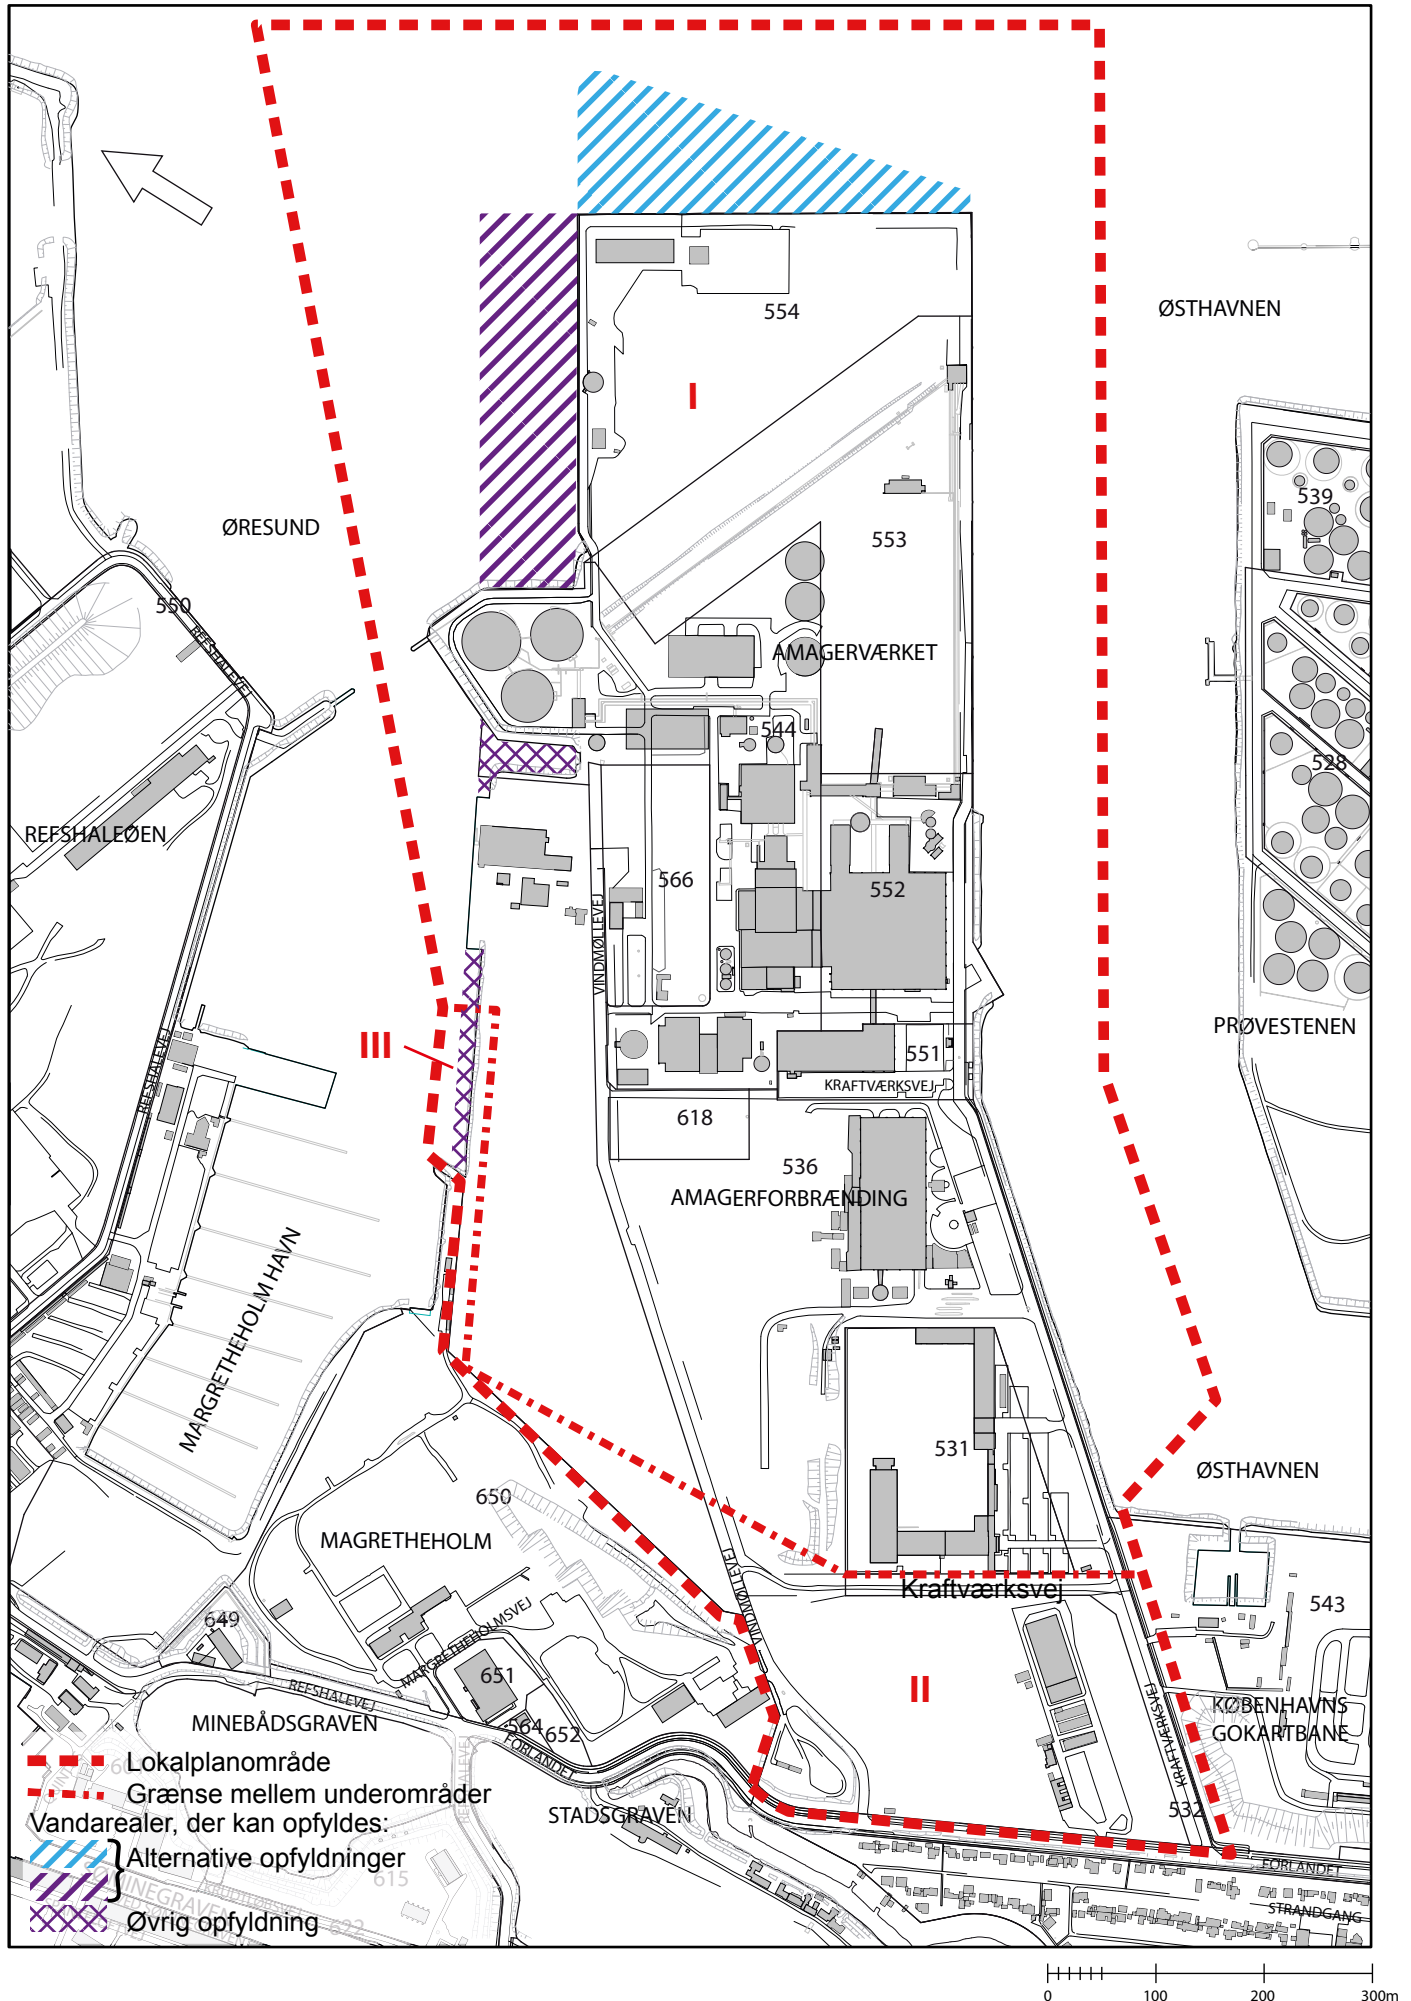 554
ØSTHAVNEN
I
539
ØRESUND
553
550
REFSHALEVEJ
AMAGERVÆRKET
544
528
REFSHALEØEN
566
552
VINDMØLLEVEJ
PRØVESTENEN
III
551
REFSHALEVEJ
KRAFTVÆRKSVEJ
618
536
AMAGERFORBRÆNDING
MARGRETHEHOLM HAVN
531
ØSTHAVNEN
650
MAGRETHEHOLM
VINDMØLLEVEJ
Kraftværksvej
543
649
MARGRETHEHOLMSVEJ
651
REFSHALEVEJ
II
KRAFTVÆRKSVEJ
KØBENHAVNS
GOKARTBANE
MINEBÅDSGRAVEN
564
652
FORLANDET
532
STADSGRAVEN
FORLANDET
STRANDGANG
Lokalplanområde
Grænse mellem underområder
Vandarealer, der kan opfyldes:
Alternative opfyldninger
615
MINEGRAVEN
Øvrig opfyldning
622
0 100 200 300m